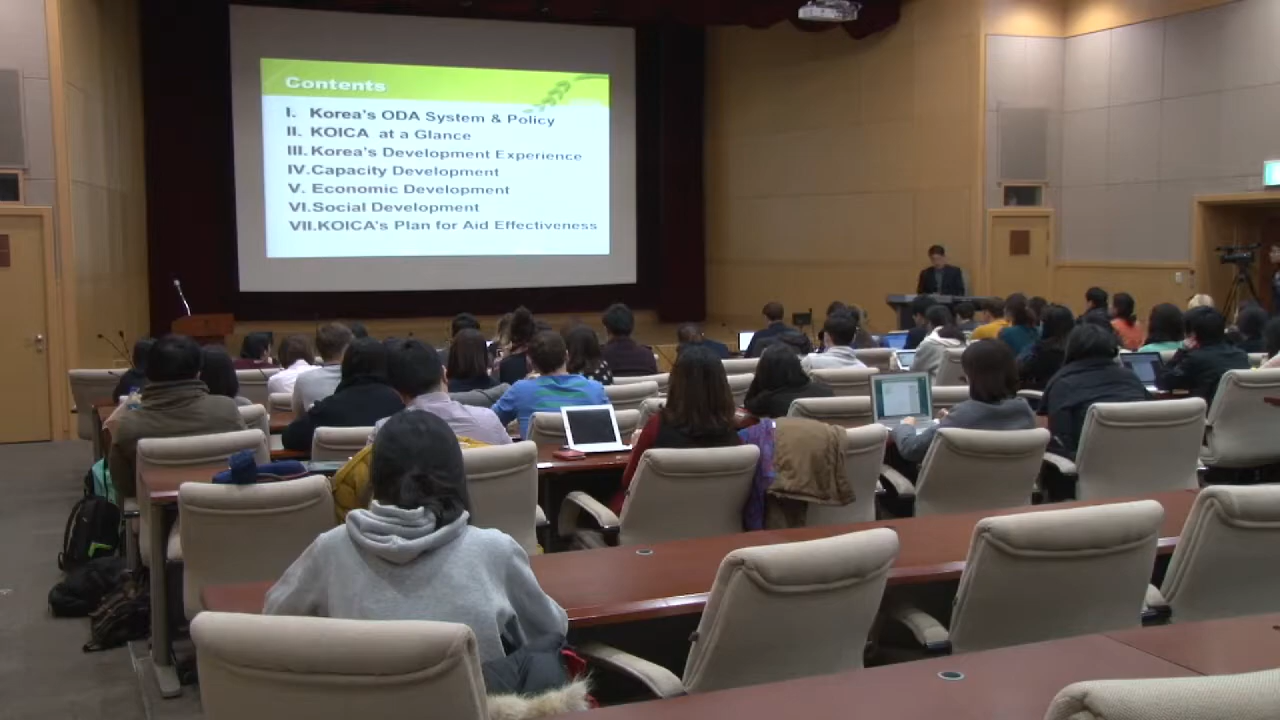 Contents
I. Korea's ODA System & Policy
II. KOICA at a Glance
III. Korea's Development Experience
IV. Capacity Development
V. Economic Development
VI. Social Development
VII. KOICA's Plan for Aid Effectiveness